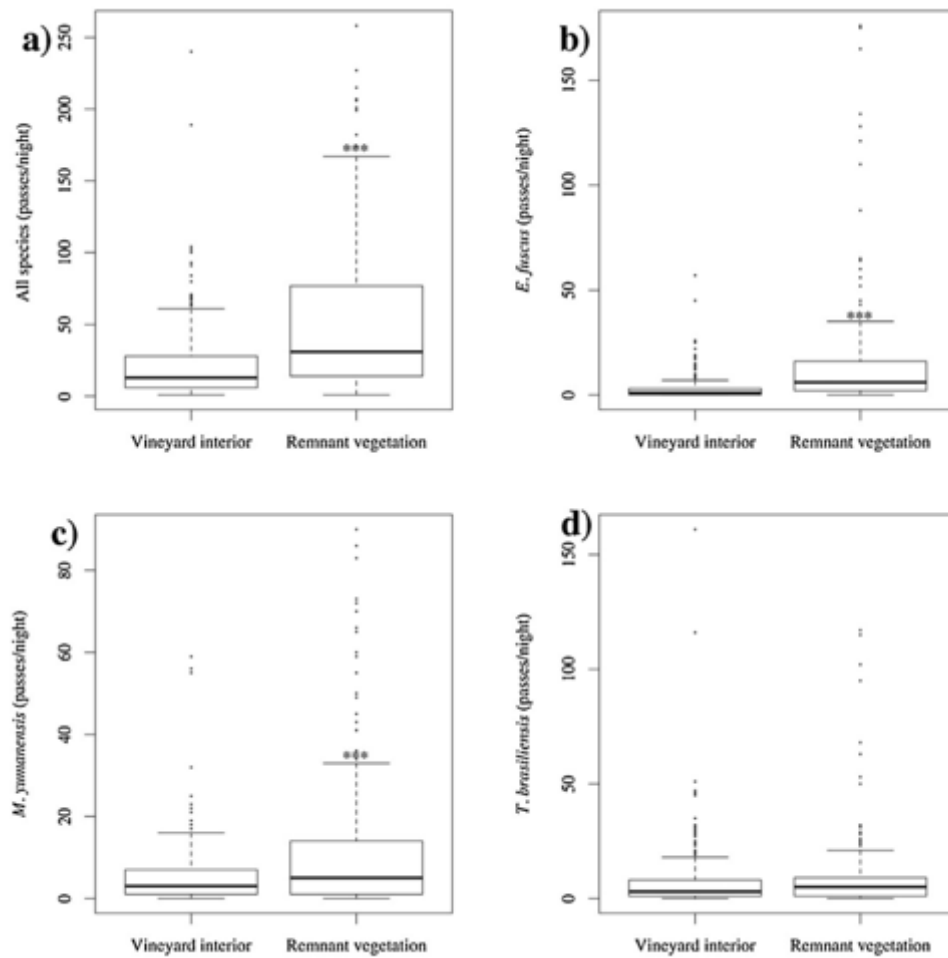 a)
All species (passes/night)
250
200
150
100
50
0
***
Vineyard interior
Remnant vegetation
b)
E. fuscus (passes/night)
150
100
50
0
***
Vineyard interior
Remnant vegetation
c)
M. yumanensis (passes/night)
80
60
40
20
0
***
Vineyard interior
Remnant vegetation
d)
T. brasiliensis (passes/night)
150
100
50
0
Vineyard interior
Remnant vegetation